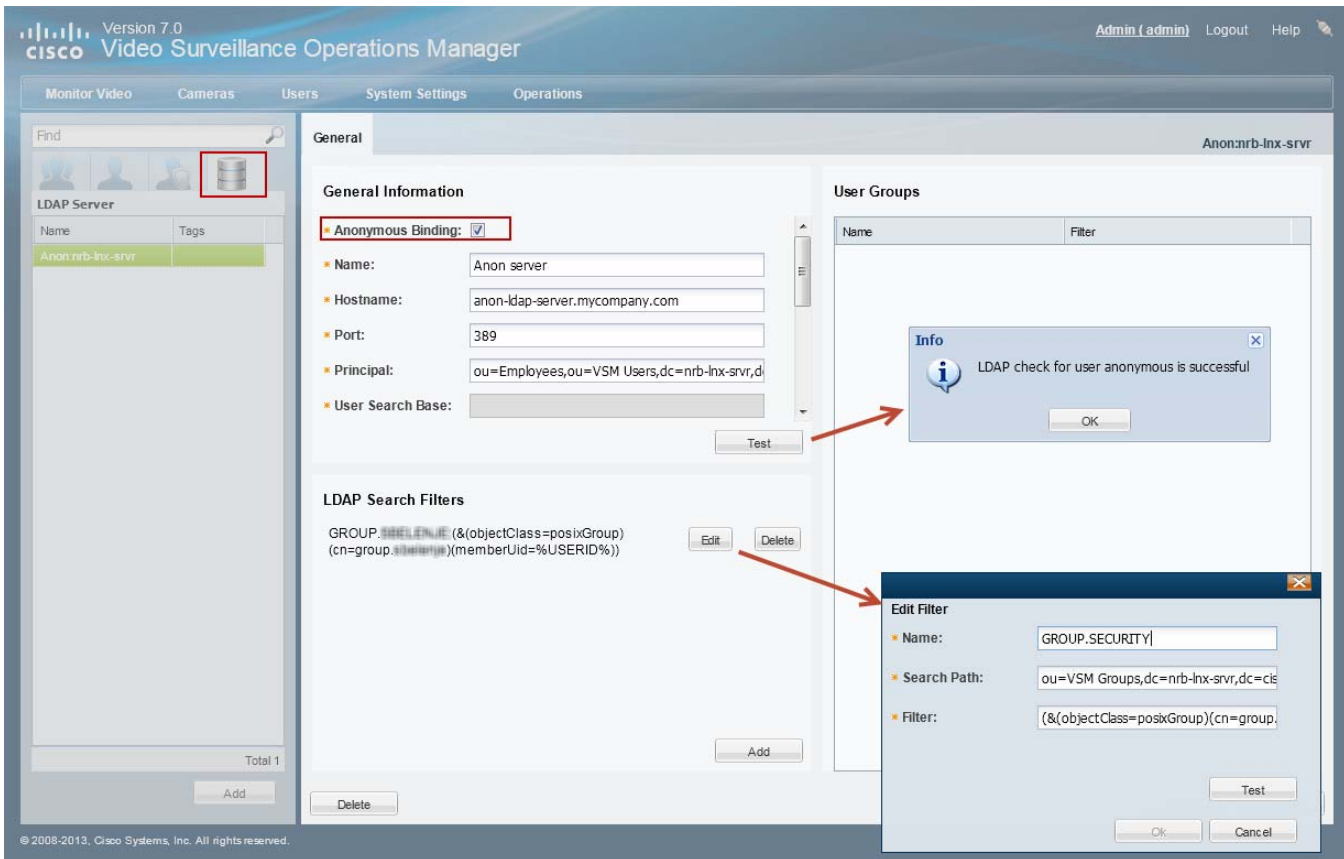 Version 7.0
CISCO Video Surveillance Operations Manager
Admin ( admin) Logout Help
Monitor Video Cameras Users System Settings Operations
Find
LDAP Server
Name Tags
Anon:nrb-lnx-srvr
Total 1
Add
General
Anon:nrb-lnx-srvr
General Information
* Anonymous Binding:
* Name: Anon server
* Hostname: anon-ldap-server.mycompany.com
* Port: 389
* Principal: ou=Employees,ou=VSM Users,dc=nrb-lnx-srvr,d
* User Search Base:
Test
LDAP Search Filters
GROUP. (&(objectClass=posixGroup)
(cn=group. )(memberUid=%USERID%))
Edit Delete
Add
Delete
User Groups
Name Filter
Info
LDAP check for user anonymous is successful
OK
Edit Filter
* Name: GROUP.SECURITY
* Search Path: ou=VSM Groups,dc=nrb-lnx-srvr,dc=cis
* Filter: (&(objectClass=posixGroup)(cn=group.
Test
Ok Cancel
© 2008-2013, Cisco Systems, Inc. All rights reserved.